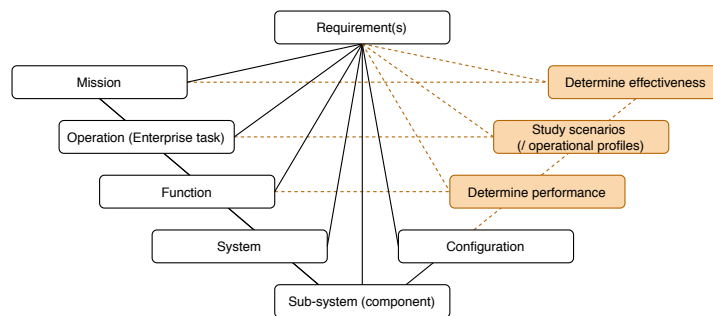 Requirement(s)
Mission
Determine effectiveness
Operation (Enterprise task)
Study scenarios
(/ operational profiles)
Function
Determine performance
System
Configuration
Sub-system (component)